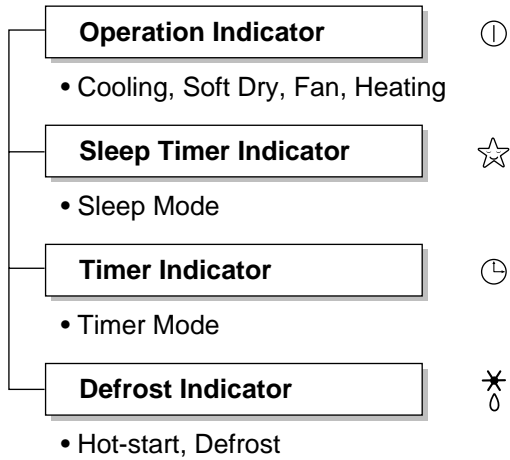 Operation Indicator
• Cooling, Soft Dry, Fan, Heating
Sleep Timer Indicator
• Sleep Mode
Timer Indicator
• Timer Mode
Defrost Indicator
• Hot-start, Defrost